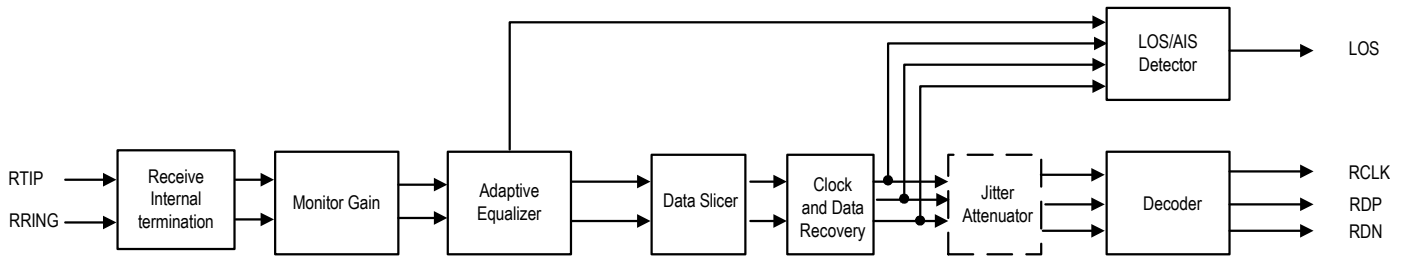 LOS/AIS
Detector
LOS
RTIP
RRING
Receive
Internal
termination
Monitor Gain
Adaptive
Equalizer
Data Slicer
Clock
and Data
Recovery
Jitter
Attenuator
Decoder
RCLK
RDP
RDN